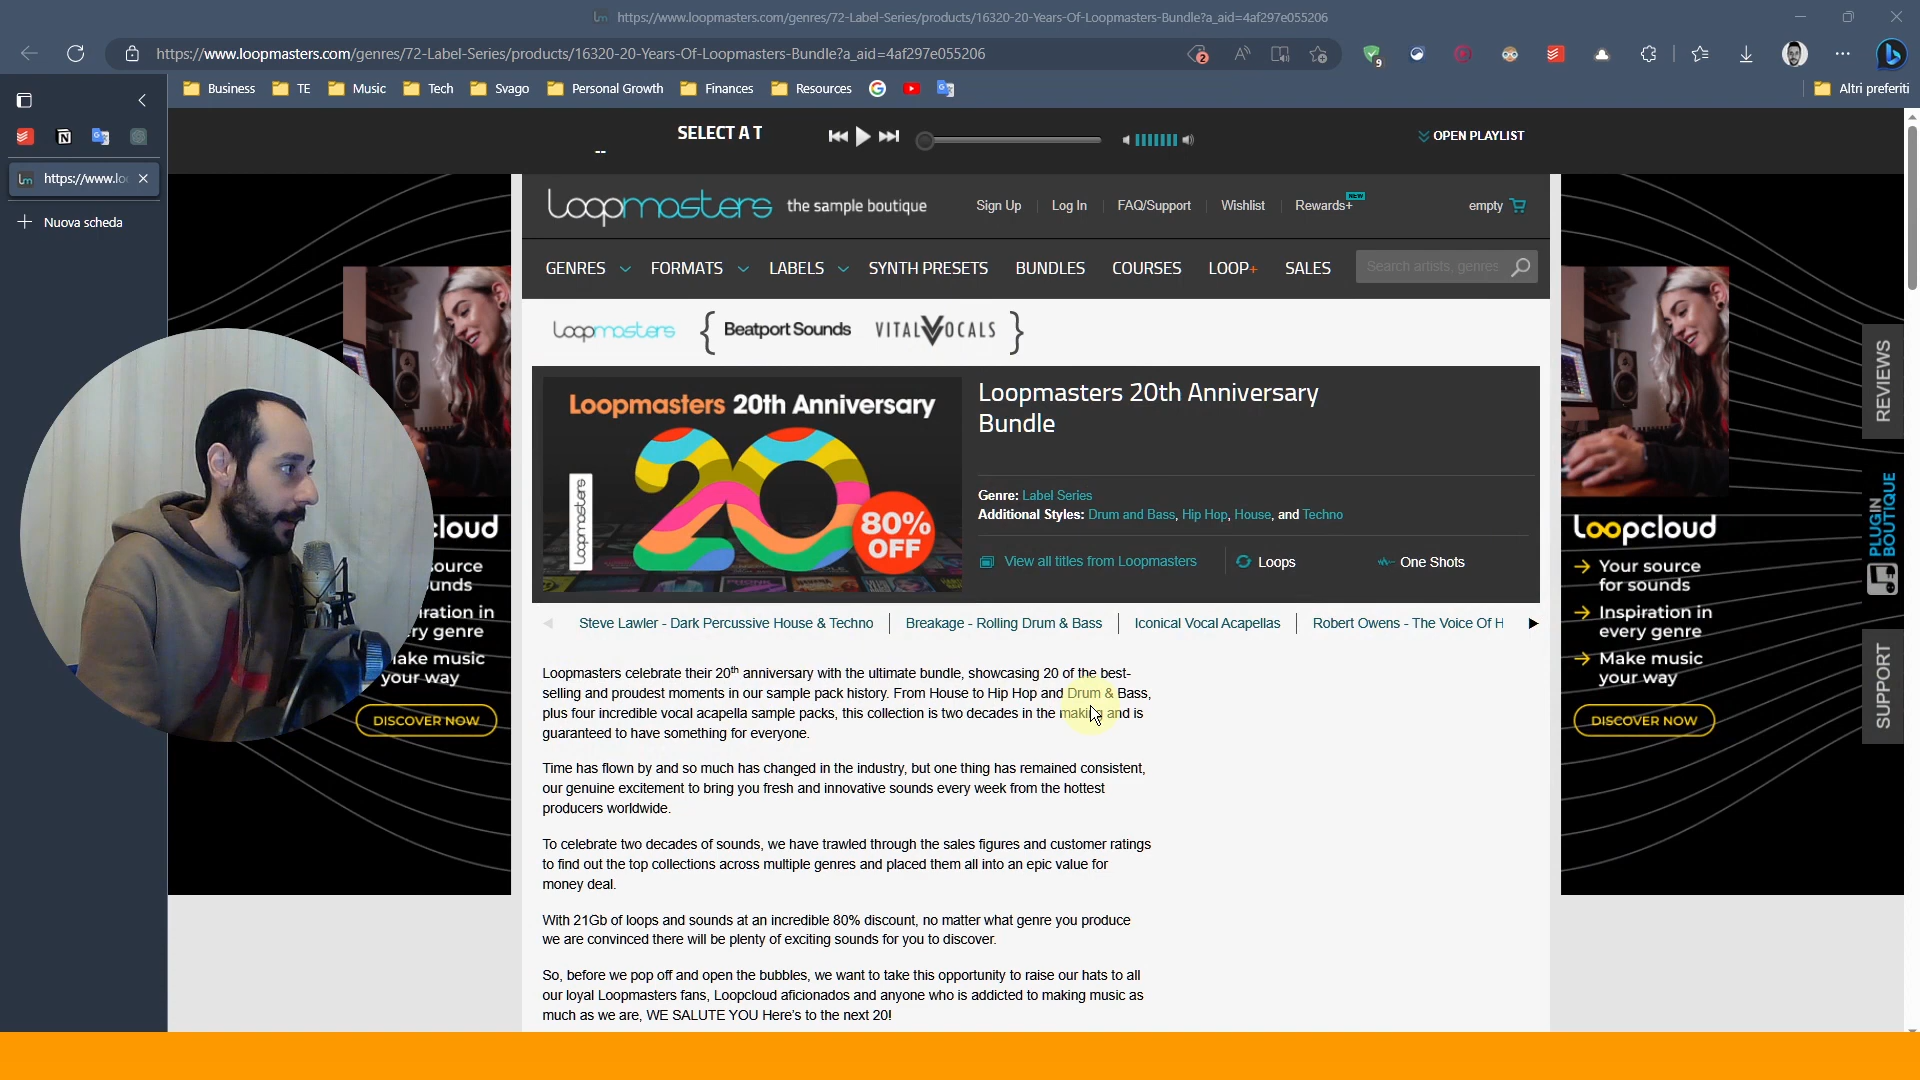 https://www.loopmasters.com/genres/72-Label-Series/products/16320-20-Years-Of-Loopmasters-Bundle?a_aid=4af297e055206
https://www.loopmasters.com/genres/72-Label-Series/products/16320-20-Years-Of-Loopmasters-Bundle?a_aid=4af297e055206
2
9
Business
TE
Music
Tech
Svago
Personal Growth
Finances
Resources
Altri preferiti
https://www.lo
Nuova scheda
SELECT A T
--
OPEN PLAYLIST
Loopmasters
the sample boutique
Sign Up
Log In
FAQ/Support
Wishlist
Rewards+
NEW
empty
GENRES
FORMATS
LABELS
SYNTH PRESETS
BUNDLES
COURSES
LOOP+
SALES
Search artists, genres
Loopmasters
{ Beatport Sounds
VITAL VOCALS }
Loopmasters 20th Anniversary
20
80%
OFF
Loopmasters
Loopmasters 20th Anniversary
Bundle
Genre: Label Series
Additional Styles: Drum and Bass, Hip Hop, House, and Techno
View all titles from Loopmasters
Loops
One Shots
Steve Lawler - Dark Percussive House & Techno
Breakage - Rolling Drum & Bass
Iconical Vocal Acapellas
Robert Owens - The Voice Of H
Loopmasters celebrate their 20th anniversary with the ultimate bundle, showcasing 20 of the best-
selling and proudest moments in our sample pack history. From House to Hip Hop and Drum & Bass,
plus four incredible vocal acapella sample packs, this collection is two decades in the making and is
guaranteed to have something for everyone.
Time has flown by and so much has changed in the industry, but one thing has remained consistent,
our genuine excitement to bring you fresh and innovative sounds every week from the hottest
producers worldwide.
To celebrate two decades of sounds, we have trawled through the sales figures and customer ratings
to find out the top collections across multiple genres and placed them all into an epic value for
money deal.
With 21Gb of loops and sounds at an incredible 80% discount, no matter what genre you produce
we are convinced there will be plenty of exciting sounds for you to discover.
So, before we pop off and open the bubbles, we want to take this opportunity to raise our hats to all
our loyal Loopmasters fans, Loopcloud aficionados and anyone who is addicted to making music as
much as we are, WE SALUTE YOU Here's to the next 20!
cloud
source
unds
iration in
ry genre
ake music
your way
DISCOVER NOW
Loopcloud
Your source
for sounds
Inspiration in
every genre
Make music
your way
DISCOVER NOW
REVIEWS
PLUGIN
BOUTIQUE
SUPPORT